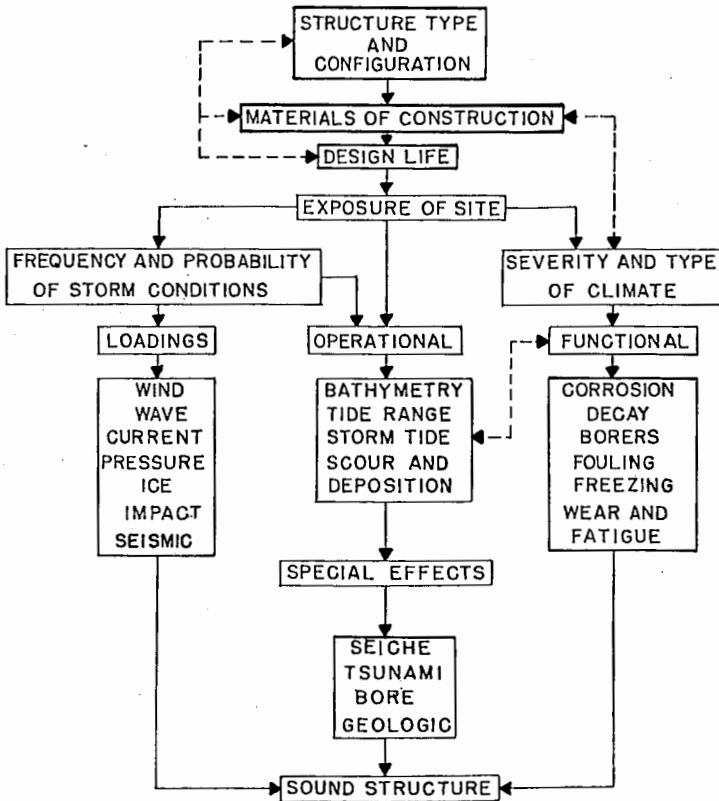 STRUCTURE TYPE
AND
CONFIGURATION
MATERIALS OF CONSTRUCTION
DESIGN LIFE
EXPOSURE OF SITE
FREQUENCY AND PROBABILITY
OF STORM CONDITIONS
SEVERITY AND TYPE
OF CLIMATE
LOADINGS
OPERATIONAL
FUNCTIONAL
WIND
WAVE
CURRENT
PRESSURE
ICE
IMPACT
SEISMIC
BATHYMETRY
TIDE RANGE
STORM TIDE
SCOUR AND
DEPOSITION
CORROSION
DECAY
BORERS
FOULING
FREEZING
WEAR AND
FATIGUE
SPECIAL EFFECTS
SEICHE
TSUNAMI
BORE
GEOLOGIC
SOUND STRUCTURE